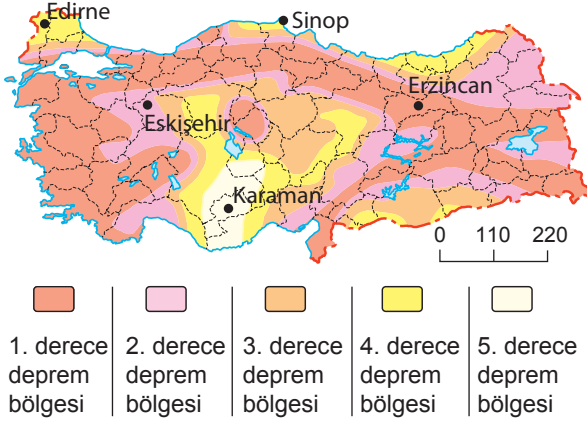 Edirne
Sinop
Erzincan
Eskişehir
Karaman
0 110 220
1. derece deprem bölgesi
2. derece deprem bölgesi
3. derece deprem bölgesi
4. derece deprem bölgesi
5. derece deprem bölgesi